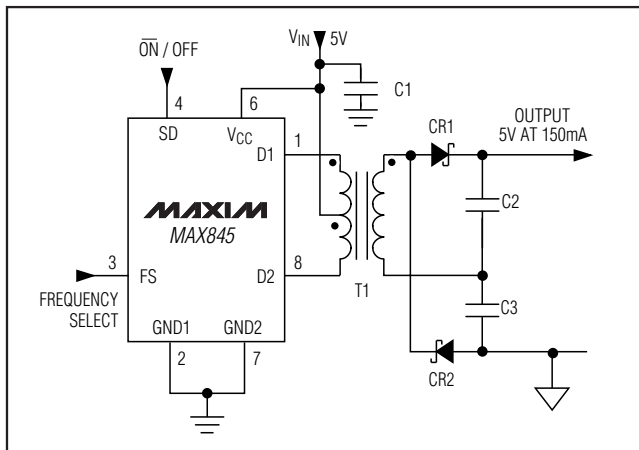 ON / OFF
VIN
5V
4
6
C1
SD
VCC
1
D1
CR1
OUTPUT
5V AT 150mA
MAXIM
MAX845
C2
3
FS
8
D2
T1
FREQUENCY
SELECT
C3
GND1
GND2
2
7
CR2